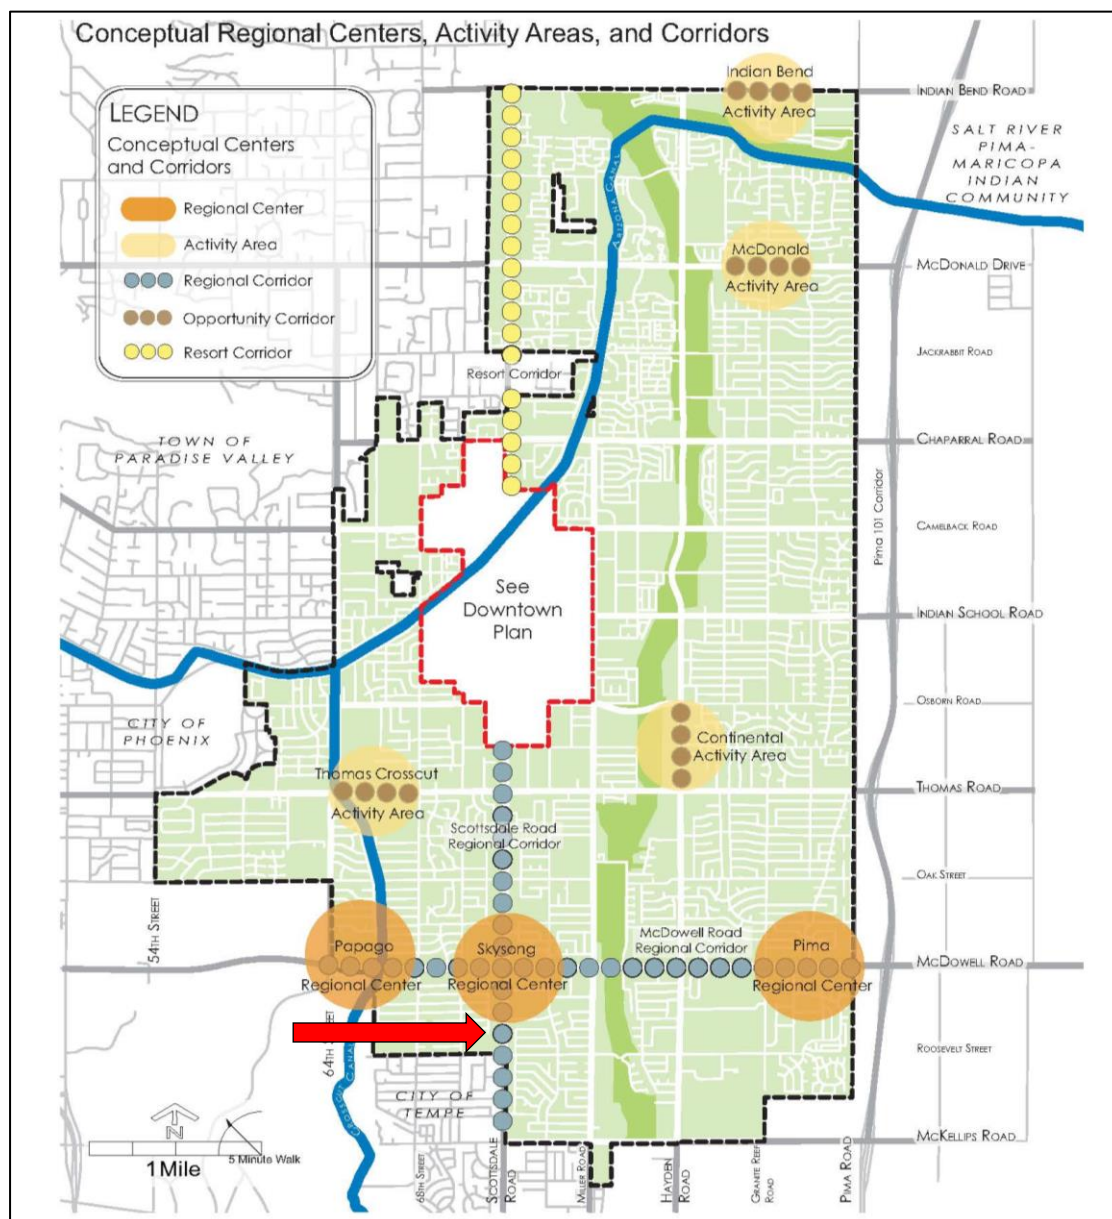 Conceptual Regional Centers, Activity Areas, and Corridors
LEGEND
Conceptual Centers
and Corridors
Regional Center
Activity Area
Regional Corridor
Opportunity Corridor
Resort Corridor
Indian Bend
Activity Area
INDIAN BEND ROAD
SALT RIVER
PIMA-
MARICOPA
INDIAN
COMMUNITY
ARIZONA CANAL
McDonald
Activity Area
McDONALD DRIVE
Resort Corridor
JACKRABBIT ROAD
TOWN OF
PARADISE VALLEY
CHAPARRAL ROAD
Pima 101 Corridor
CAMELBACK ROAD
See
Downtown
Plan
INDIAN SCHOOL ROAD
CITY OF
PHOENIX
OSBORN ROAD
Continental
Activity Area
Thomas Crosscut
Activity Area
THOMAS ROAD
Scottsdale Road
Regional Corridor
OAK STREET
54TH STREET
Papago
Regional Center
Skysong
Regional Center
McDowell Road
Regional Corridor
Pima
Regional Center
McDOWELL ROAD
64TH STREET
CROSSCUT CANAL
ROOSEVELT STREET
CITY OF
TEMPE
N
1 Mile
5 Minute Walk
68TH STREET
SCOTTSDALE
ROAD
MILLER ROAD
HAYDEN
ROAD
GRANITE REEF
ROAD
PIMA ROAD
McKELLIPS ROAD